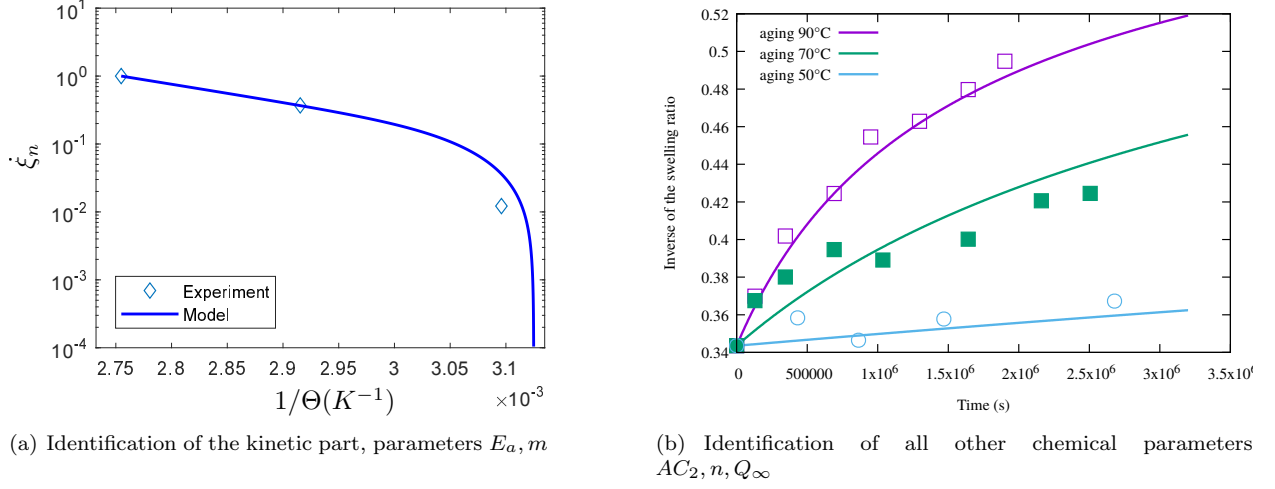 10^1
10^0
10^-1
10^-2
10^-3
10^-4
ξ̇_n
Experiment
Model
2.75 2.8 2.85 2.9 2.95 3 3.05 3.1
×10^-3
1/Θ(K^-1)
(a) Identification of the kinetic part, parameters E_a, m
0.52
0.5
0.48
0.46
0.44
0.42
0.4
0.38
0.36
0.34
Inverse of the swelling ratio
aging 90°C
aging 70°C
aging 50°C
0 500000 1x10^6 1.5x10^6 2x10^6 2.5x10^6 3x10^6 3.5x10^6
Time (s)
(b) Identification of all other chemical parameters
AC_2, n, Q_∞